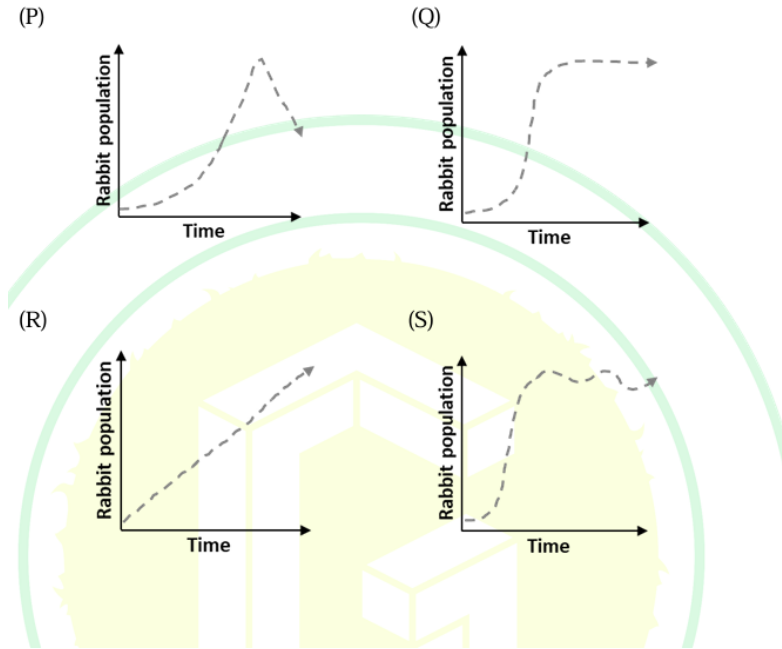 (P)
Rabbit population
Time
(Q)
Rabbit population
Time
(R)
Rabbit population
Time
(S)
Rabbit population
Time